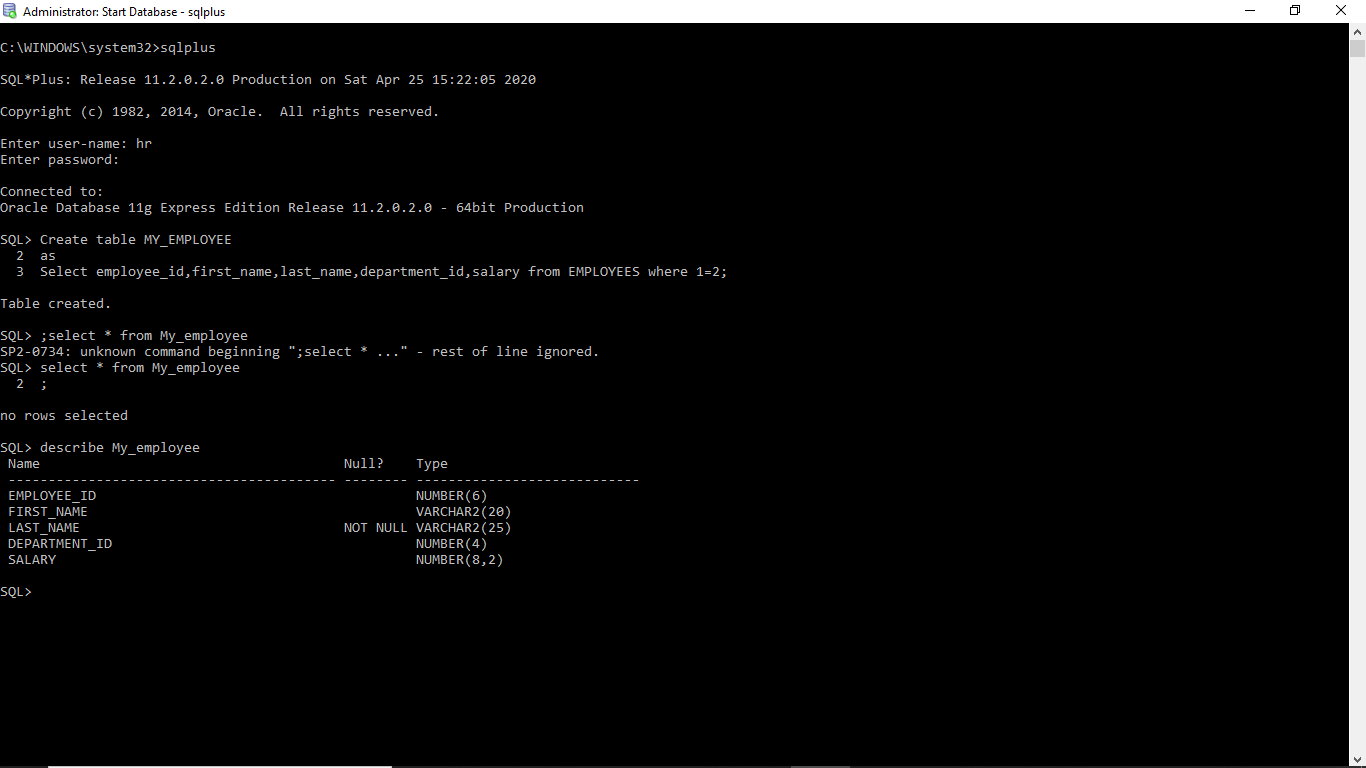 Administrator: Start Database - sqlplus
C:\WINDOWS\system32>sqlplus
SQL*Plus: Release 11.2.0.2.0 Production on Sat Apr 25 15:22:05 2020
Copyright (c) 1982, 2014, Oracle.  All rights reserved.
Enter user-name: hr
Enter password:
Connected to:
Oracle Database 11g Express Edition Release 11.2.0.2.0 - 64bit Production
SQL> Create table MY_EMPLOYEE
  2  as
  3  Select employee_id,first_name,last_name,department_id,salary from EMPLOYEES where 1=2;
Table created.
SQL> ;select * from My_employee
SP2-0734: unknown command beginning ";select * ..." - rest of line ignored.
SQL> select * from My_employee
  2  ;
no rows selected
SQL> describe My_employee
 Name                                      Null?    Type
 ----------------------------------------- -------- ----------------------------
 EMPLOYEE_ID                                        NUMBER(6)
 FIRST_NAME                                         VARCHAR2(20)
 LAST_NAME                                 NOT NULL VARCHAR2(25)
 DEPARTMENT_ID                                      NUMBER(4)
 SALARY                                             NUMBER(8,2)
SQL>